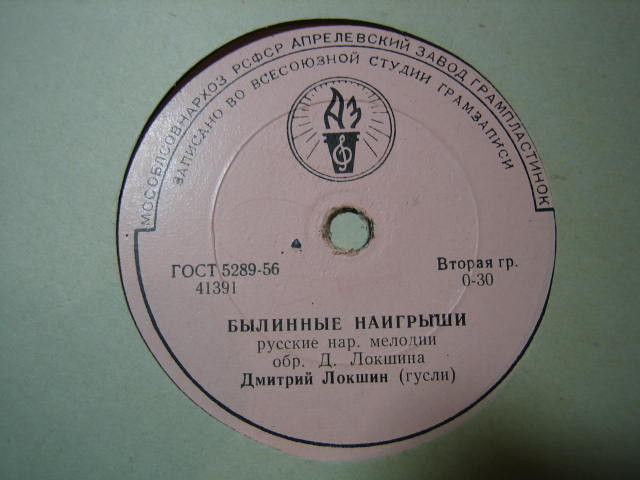 МОСОБЛСОВНАРХОЗ РСФСР АПРЕЛЕВСКИЙ ЗАВОД ГРАМПЛАСТИНОК
ЗАПИСАНО ВО ВСЕСОЮЗНОЙ СТУДИИ ГРАМЗАПИСИ
АЗ
ГОСТ 5289-56
41391
Вторая гр.
0-30
БЫЛИННЫЕ НАИГРЫШИ
русские нар. мелодии
обр. Д. Локшина
Дмитрий Локшин (гусли)